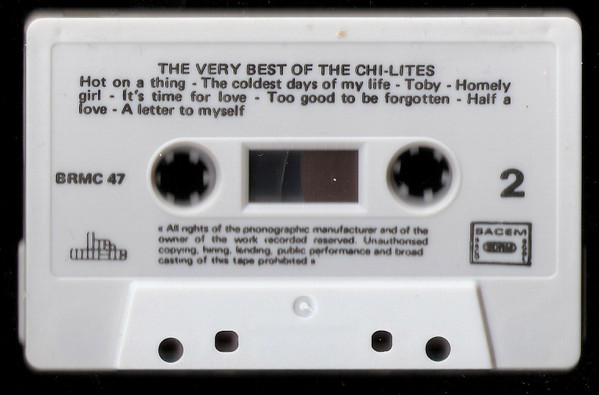 THE VERY BEST OF THE CHI-LITES
Hot on a thing - The coldest days of my life - Toby - Homely
girl - It's time for love - Too good to be forgotten - Half a
love - A letter to myself
BRMC 47
2
« All rights of the phonographic manufacturer and of the
owner of the work recorded reserved. Unauthorised
copying, hiring, lending, public performance and broad
casting of this tape prohibited »
SACEM